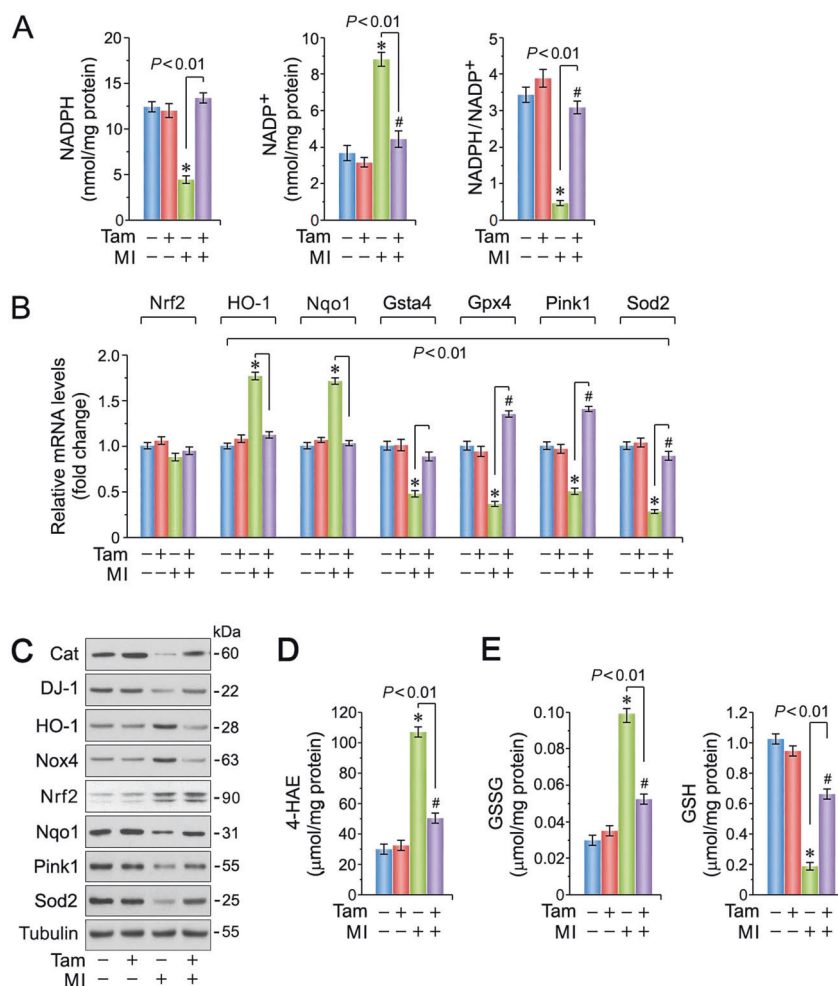 A
NADPH
(nmol/mg protein)
P<0.01
20
15
10
5
0
*
Tam − + − +
MI − − + +
NADP+
(nmol/mg protein)
P<0.01
10
8
6
4
2
0
*
#
− + − +
− − + +
NADPH/NADP+
P<0.01
5
4
3
2
1
0
*
#
− + − +
− − + +
B
Nrf2 HO-1 Nqo1 Gsta4 Gpx4 Pink1 Sod2
P<0.01
Relative mRNA levels
(fold change)
2.0
1.5
1.0
0.5
0
* * * * # * # * #
Tam − + − + − + − + − + − + − + − + − + − + − + − + − + − +
MI − − + + − − + + − − + + − − + + − − + + − − + + − − + +
C
kDa
Cat -60
DJ-1 -22
HO-1 -28
Nox4 -63
Nrf2 -90
Nqo1 -31
Pink1 -55
Sod2 -25
Tubulin -55
Tam − + − +
MI − − + +
D
4-HAE
(μmol/mg protein)
P<0.01
120
100
80
60
40
20
0
*
#
Tam − + − +
MI − − + +
E
GSSG
(μmol/mg protein)
P<0.01
0.10
0.08
0.06
0.04
0.02
0
*
#
Tam − + − +
MI − − + +
GSH
(μmol/mg protein)
P<0.01
1.2
1.0
0.8
0.6
0.4
0.2
0
*
#
− + − +
− − + +